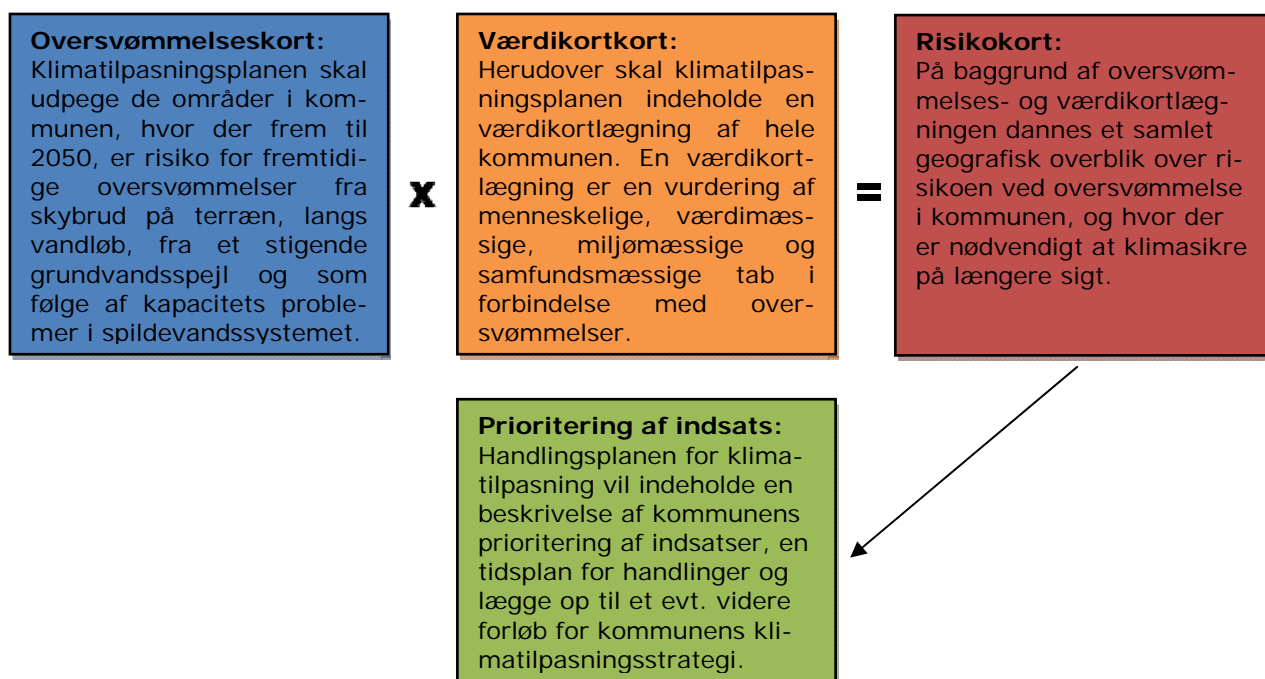 Oversvømmelseskort:
Klimatilpasningsplanen skal
udpege de områder i kom-
munen, hvor der frem til
2050, er risiko for fremtidi-
ge oversvømmelser fra
skybrud på terræn, langs
vandløb, fra et stigende
grundvandsspejl og som
følge af kapacitets proble-
mer i spildevandssystemet.
x
Værdikortkort:
Herudover skal klimatilpas-
ningsplanen indeholde en
værdikortlægning af hele
kommunen. En værdikort-
lægning er en vurdering af
menneskelige, værdimæs-
sige, miljømæssige og
samfundsmæssige tab i
forbindelse med over-
svømmelser.
=
Risikokort:
På baggrund af oversvøm-
melses- og værdikortlæg-
ningen dannes et samlet
geografisk overblik over ri-
sikoen ved oversvømmelse
i kommunen, og hvor der
er nødvendigt at klimasikre
på længere sigt.
Prioritering af indsats:
Handlingsplanen for klima-
tilpasning vil indeholde en
beskrivelse af kommunens
prioritering af indsatser, en
tidsplan for handlinger og
lægge op til et evt. videre
forløb for kommunens kli-
matilpasningsstrategi.